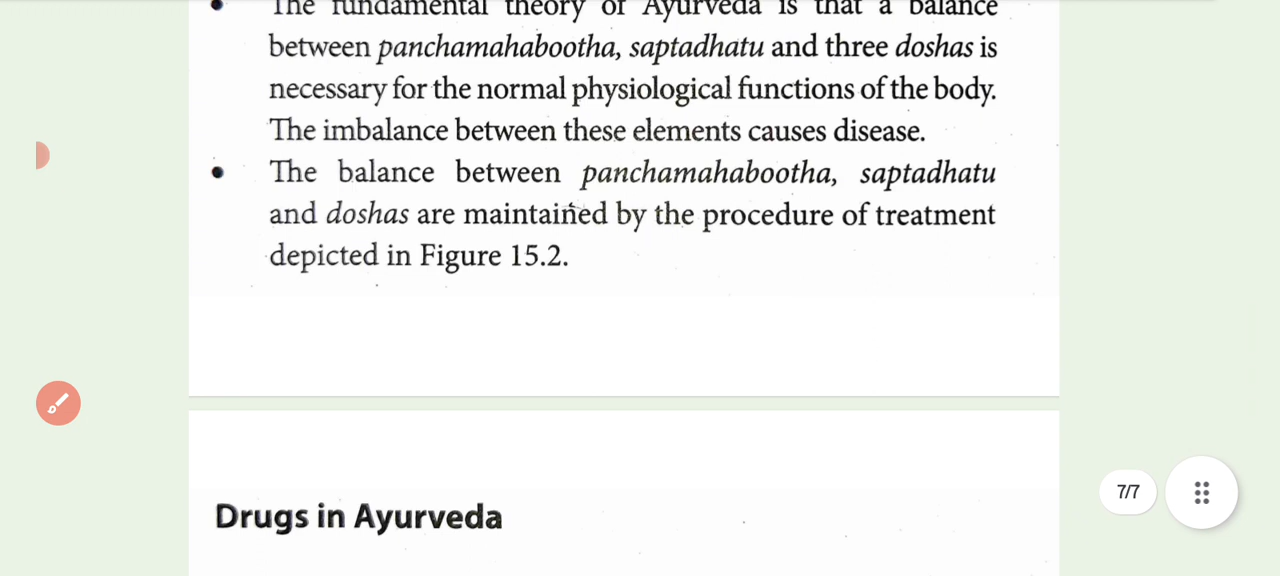 • The fundamental theory of Ayurveda is that a balance
between panchamahabootha, saptadhatu and three doshas is
necessary for the normal physiological functions of the body.
The imbalance between these elements causes disease.
• The balance between panchamahabootha, saptadhatu
and doshas are maintained by the procedure of treatment
depicted in Figure 15.2.
7/7
Drugs in Ayurveda